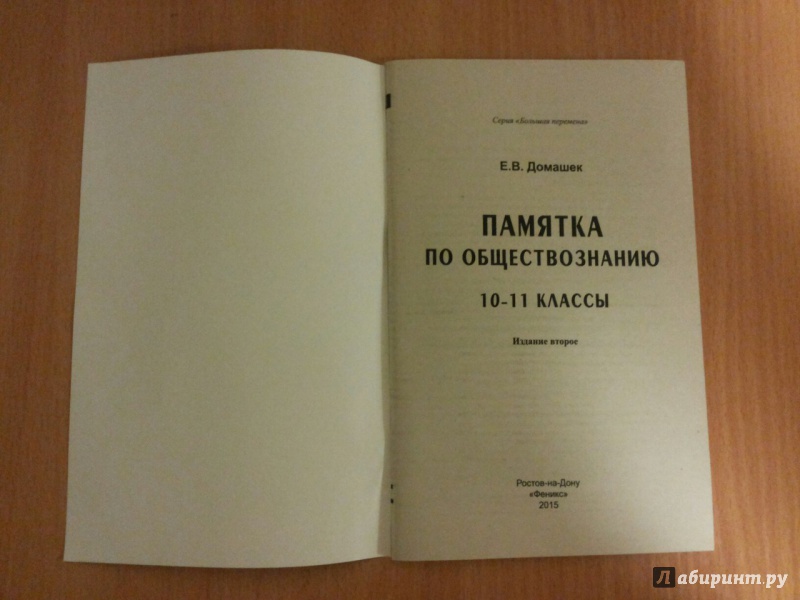 Серия «Большая перемена»
Е.В. Домашек
ПАМЯТКА
ПО ОБЩЕСТВОЗНАНИЮ
10-11 КЛАССЫ
Издание второе
Ростов-на-Дону
«Феникс»
2015
Лабиринт.ру